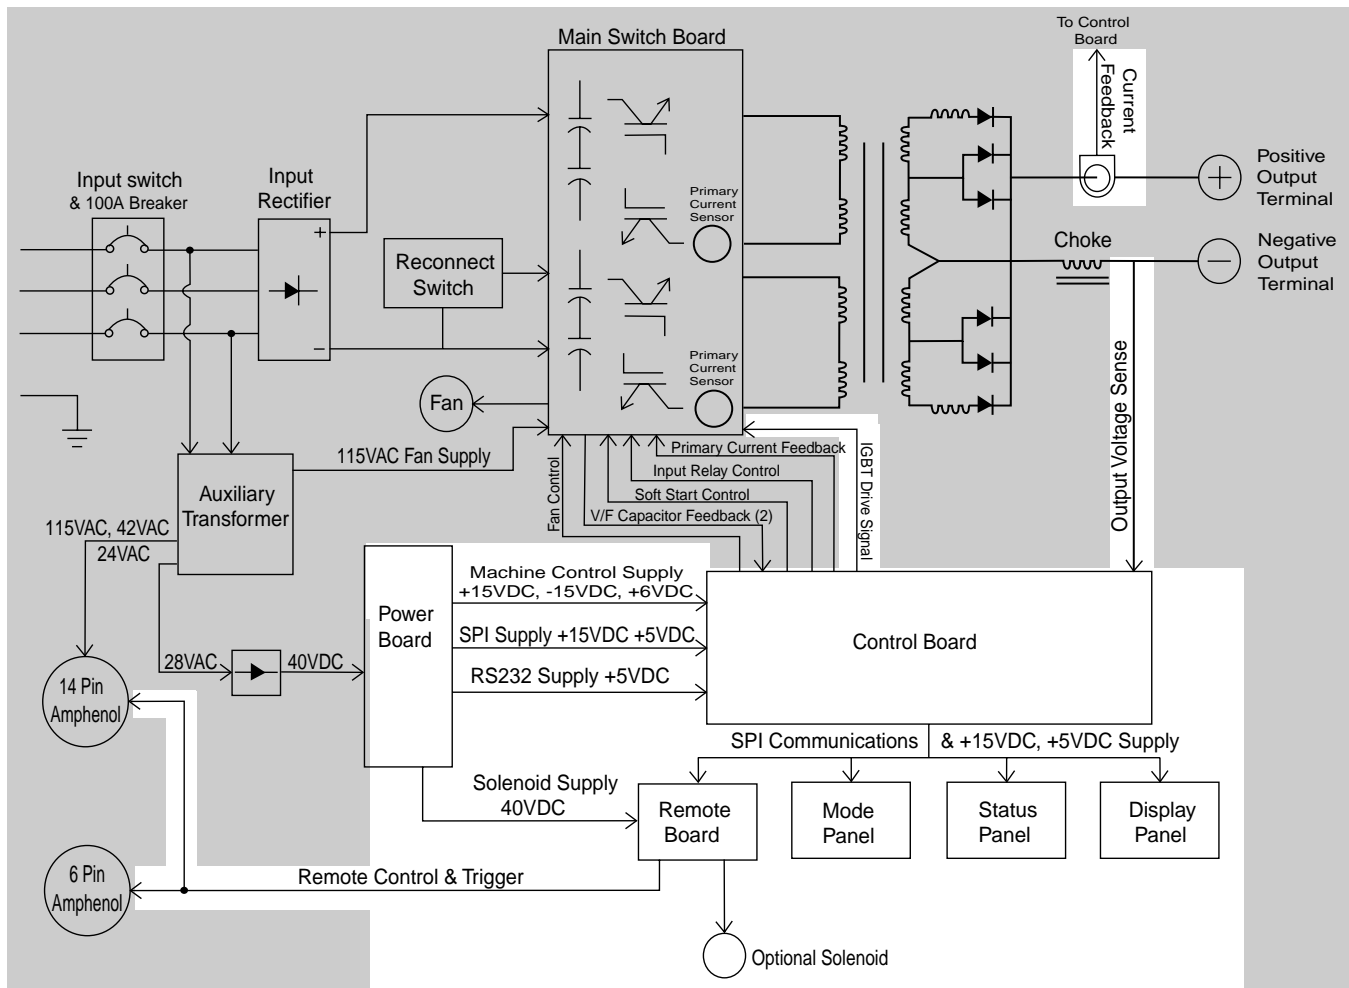 To Control
Board
Main Switch Board
Current
Feedback
Positive
Output
Terminal
Input switch
& 100A Breaker
Input
Rectifier
+
−
Primary
Current
Sensor
Reconnect
Switch
Choke
Negative
Output
Terminal
Primary
Current
Sensor
Fan
Output Voltage Sense
115VAC Fan Supply
Primary Current Feedback
Input Relay Control
Soft Start Control
V/F Capacitor Feedback (2)
Fan Control
IGBT Drive Signal
Auxiliary
Transformer
115VAC, 42VAC
24VAC
Machine Control Supply
+15VDC, -15VDC, +6VDC
Power
Board
SPI Supply +15VDC +5VDC
RS232 Supply +5VDC
Control Board
28VAC
40VDC
14 Pin
Amphenol
SPI Communications
& +15VDC, +5VDC Supply
Solenoid Supply
40VDC
Remote
Board
Mode
Panel
Status
Panel
Display
Panel
6 Pin
Amphenol
Remote Control & Trigger
Optional Solenoid